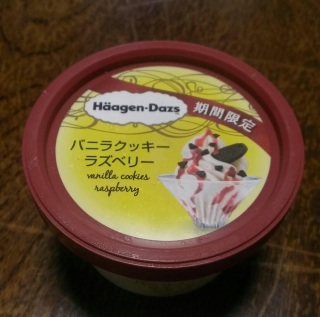 Häagen-Dazs
期間限定
バニラクッキー
ラズベリー
vanilla cookies
raspberry